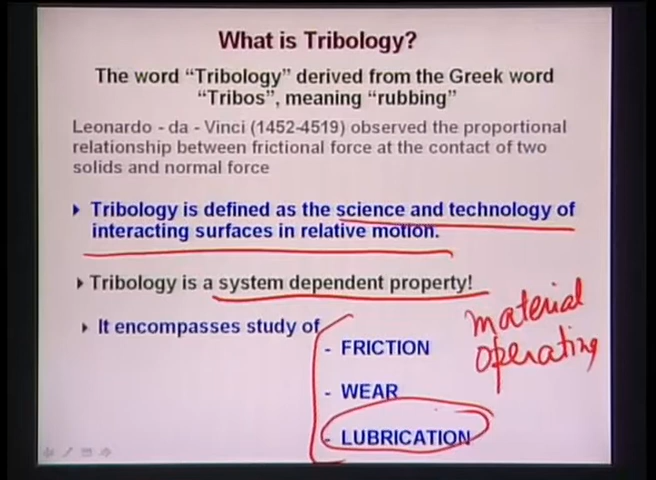 What is Tribology?
The word “Tribology” derived from the Greek word
“Tribos”, meaning “rubbing”
Leonardo - da - Vinci (1452-4519) observed the proportional
relationship between frictional force at the contact of two
solids and normal force
Tribology is defined as the science and technology of
interacting surfaces in relative motion.
Tribology is a system dependent property!
It encompasses study of
- FRICTION
- WEAR
- LUBRICATION
material
operating